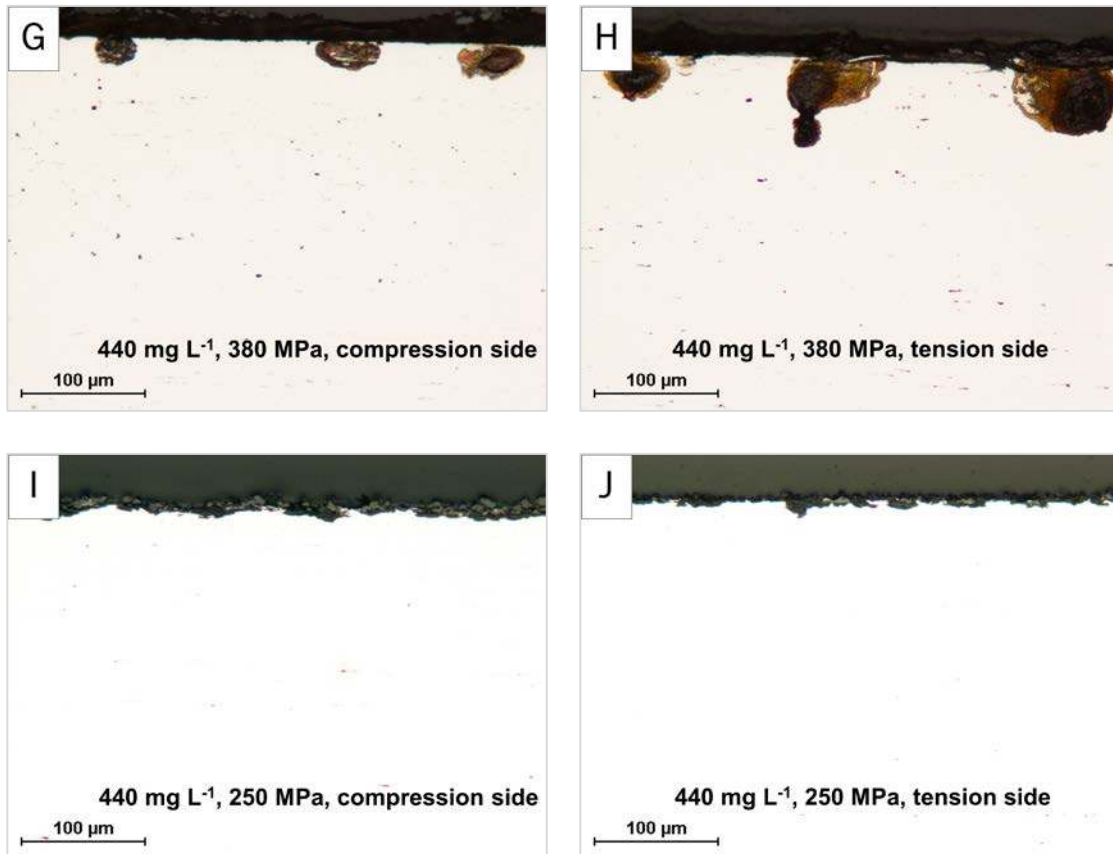 G
H
440 mg L-1, 380 MPa, compression side
100 µm
440 mg L-1, 380 MPa, tension side
100 µm
I
J
440 mg L-1, 250 MPa, compression side
100 µm
440 mg L-1, 250 MPa, tension side
100 µm